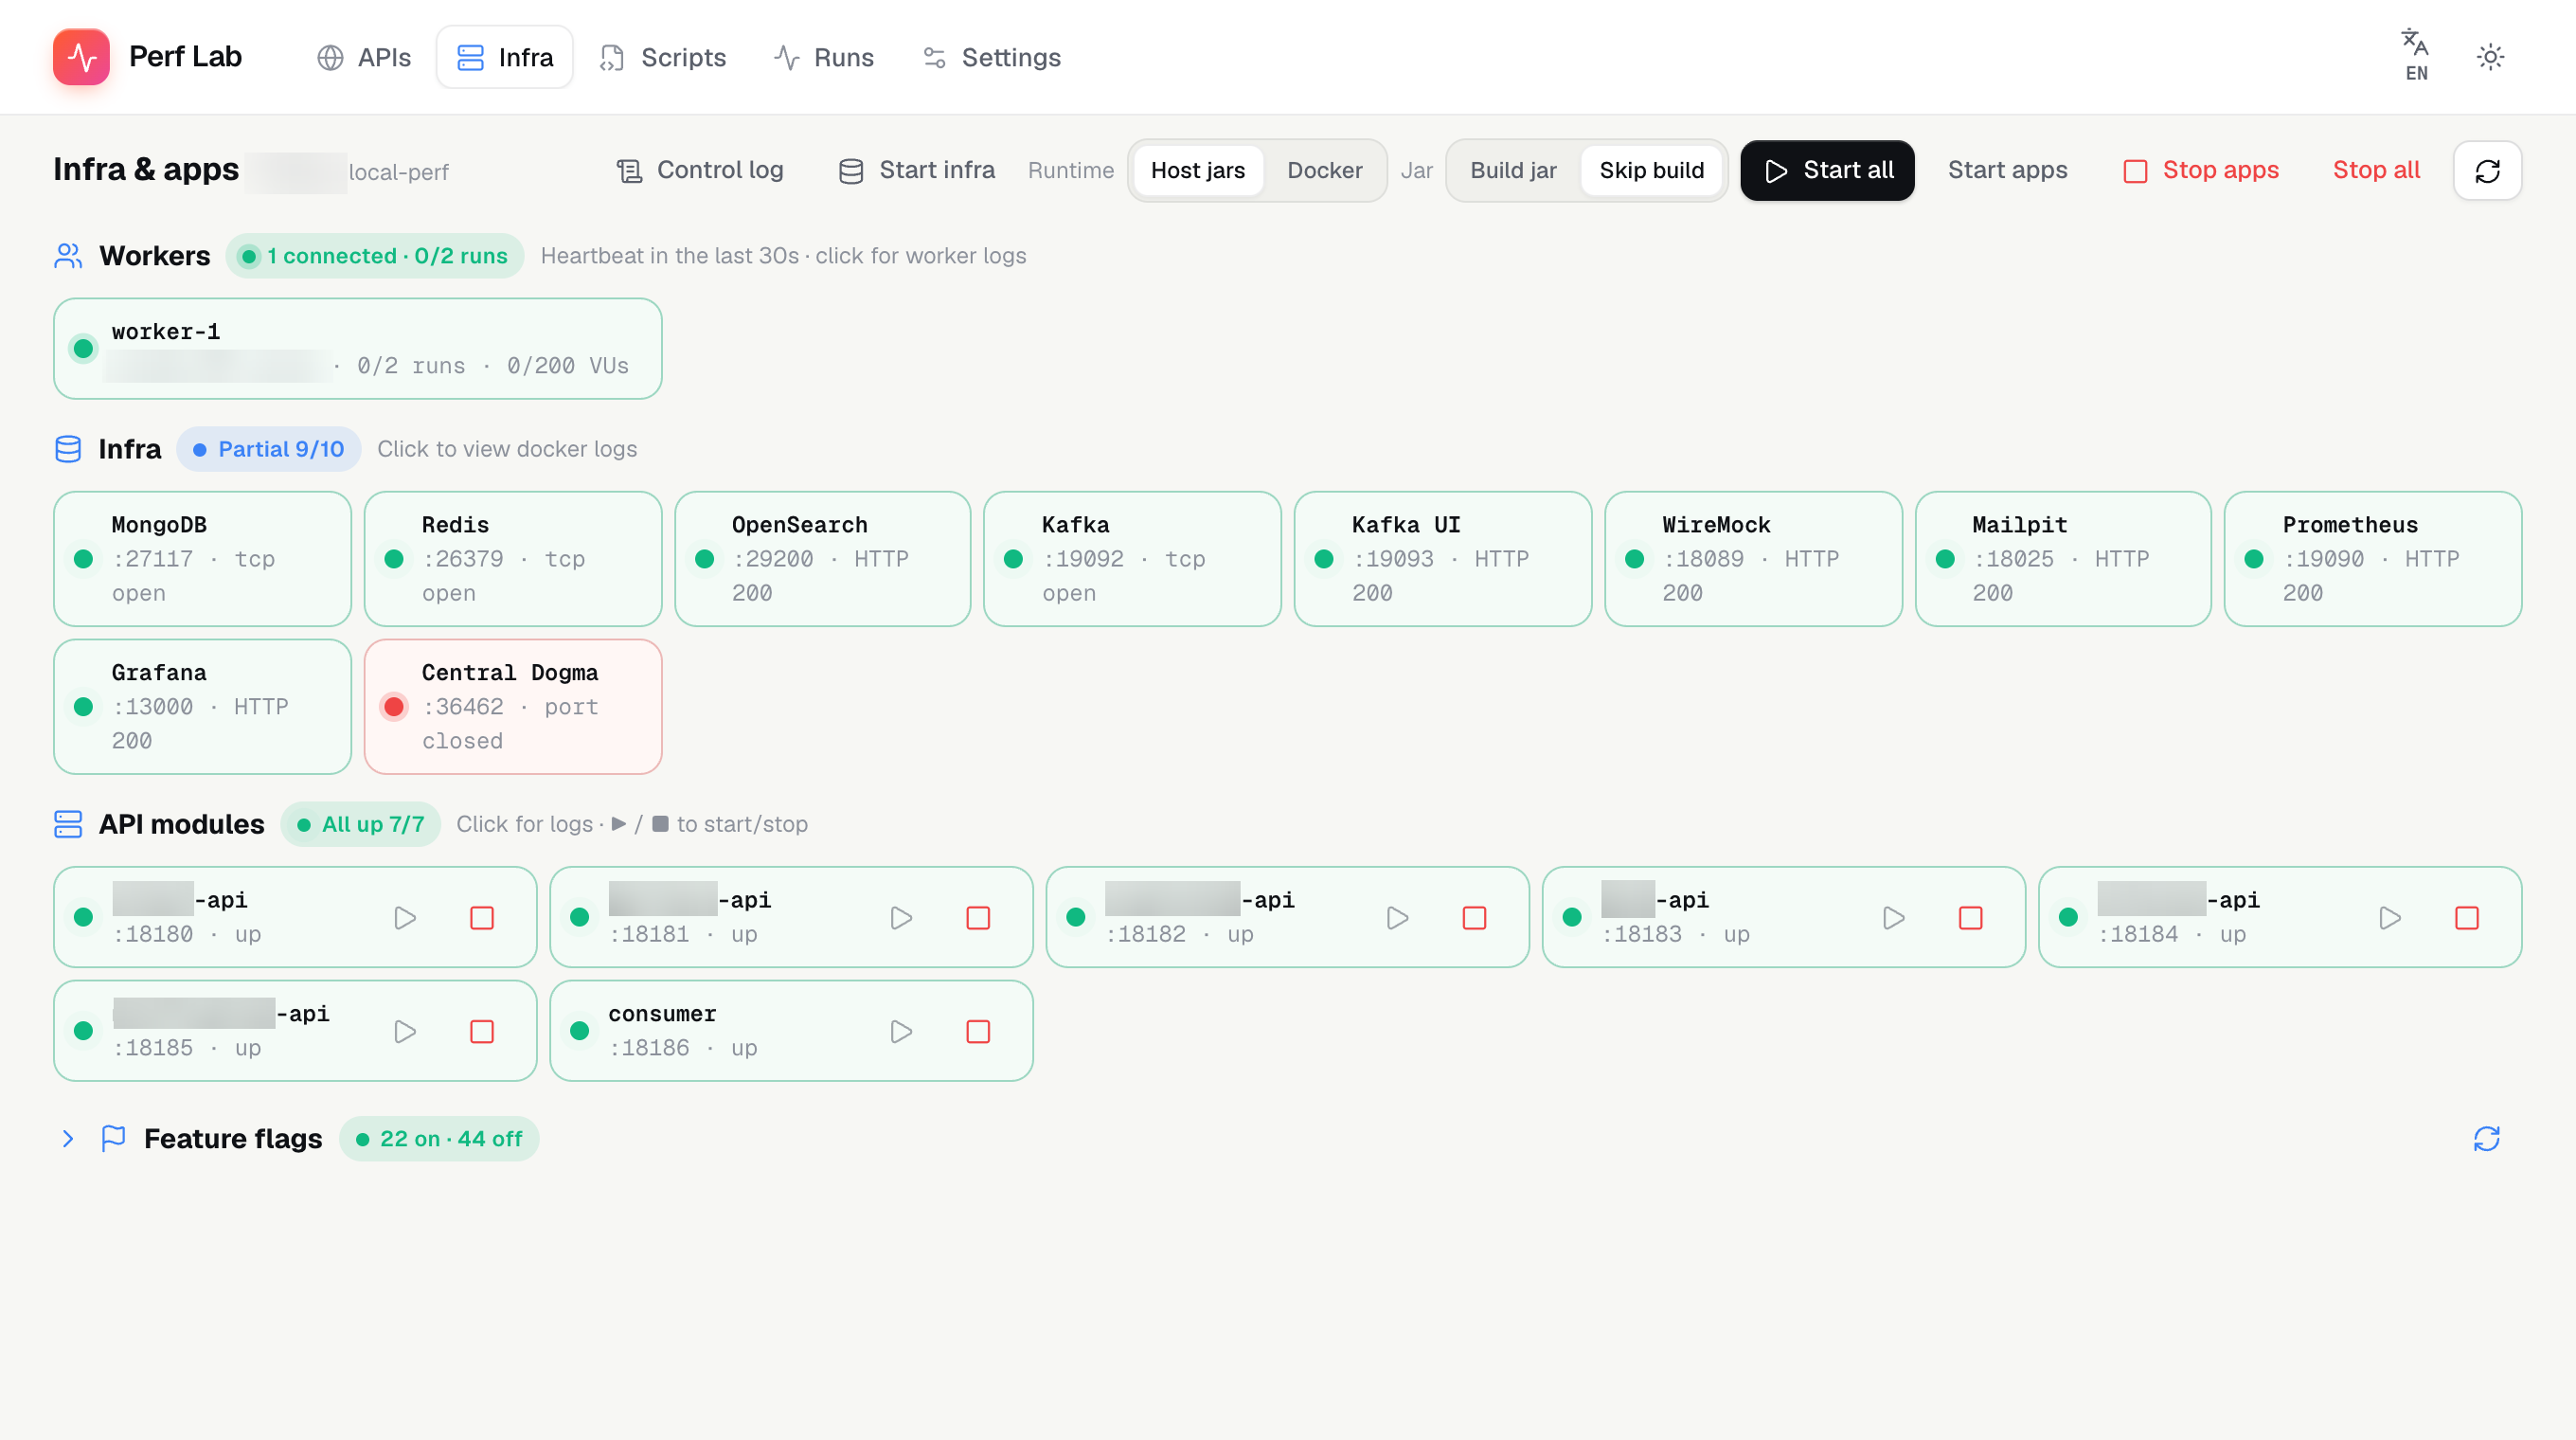 Perf Lab
APIs
Infra
Scripts
Runs
Settings
EN
Infra & apps local-perf
Control log
Start infra
Runtime
Host jars
Docker
Jar
Build jar
Skip build
Start all
Start apps
Stop apps
Stop all
Workers
1 connected · 0/2 runs
Heartbeat in the last 30s · click for worker logs
worker-1
· 0/2 runs · 0/200 VUs
Infra
Partial 9/10
Click to view docker logs
MongoDB
:27117 · tcp
open
Redis
:26379 · tcp
open
OpenSearch
:29200 · HTTP
200
Kafka
:19092 · tcp
open
Kafka UI
:19093 · HTTP
200
WireMock
:18089 · HTTP
200
Mailpit
:18025 · HTTP
200
Prometheus
:19090 · HTTP
200
Grafana
:13000 · HTTP
200
Central Dogma
:36462 · port
closed
API modules
All up 7/7
Click for logs · ▶ / ■ to start/stop
-api
:18180 · up
-api
:18181 · up
-api
:18182 · up
-api
:18183 · up
-api
:18184 · up
-api
:18185 · up
consumer
:18186 · up
Feature flags
22 on · 44 off